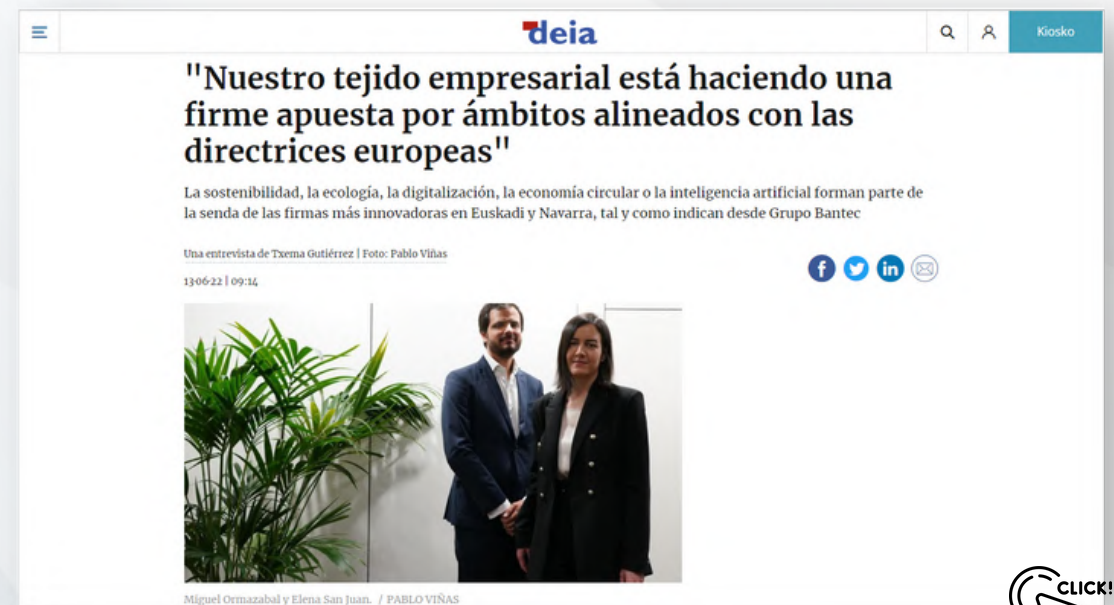 deia
Kiosko
"Nuestro tejido empresarial está haciendo una
firme apuesta por ámbitos alineados con las
directrices europeas"
La sostenibilidad, la ecología, la digitalización, la economía circular o la inteligencia artificial forman parte de
la senda de las firmas más innovadoras en Euskadi y Navarra, tal y como indican desde Grupo Bantec
Una entrevista de Txema Gutiérrez | Foto: Pablo Viñas
13·06·22 | 09:14
f in
Miguel Ormazabal y Elena San Juan. / PABLO VIÑAS
CLICK!